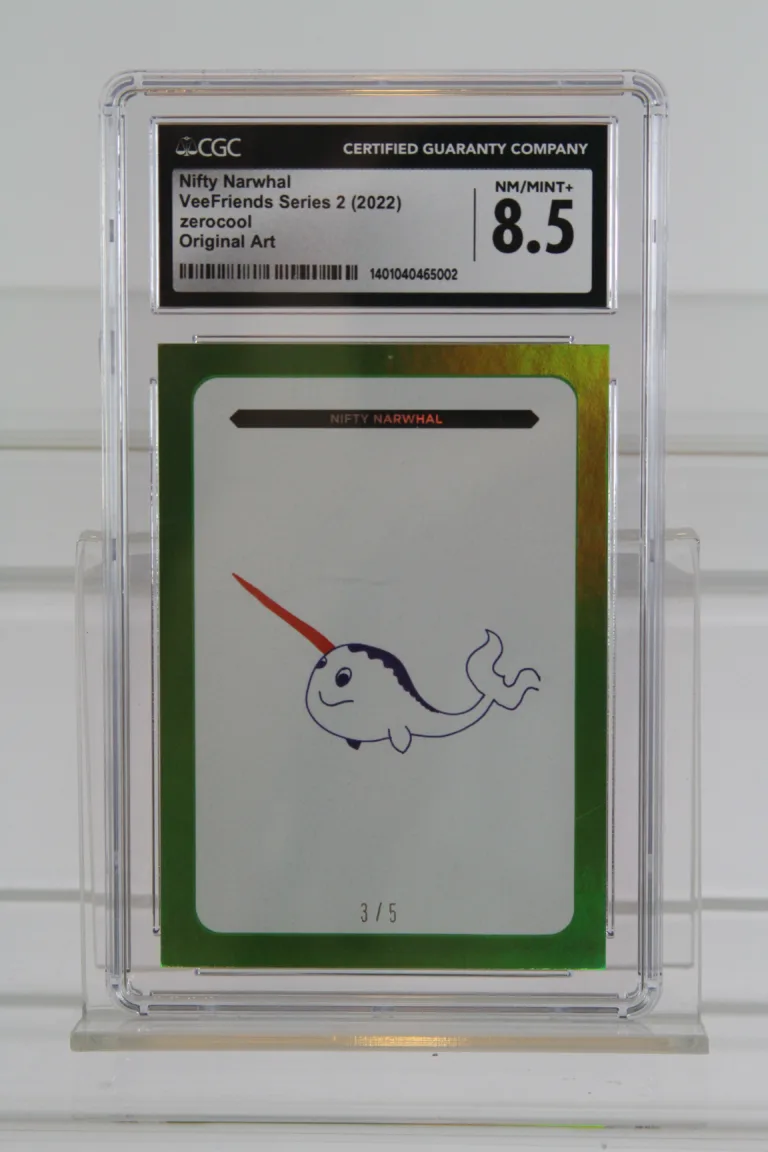 CGC
CERTIFIED GUARANTY COMPANY
Nifty Narwhal
VeeFriends Series 2 (2022)
zerocool
Original Art
NM/MINT+
8.5
1401040465002
NIFTY NARWHAL
3/5